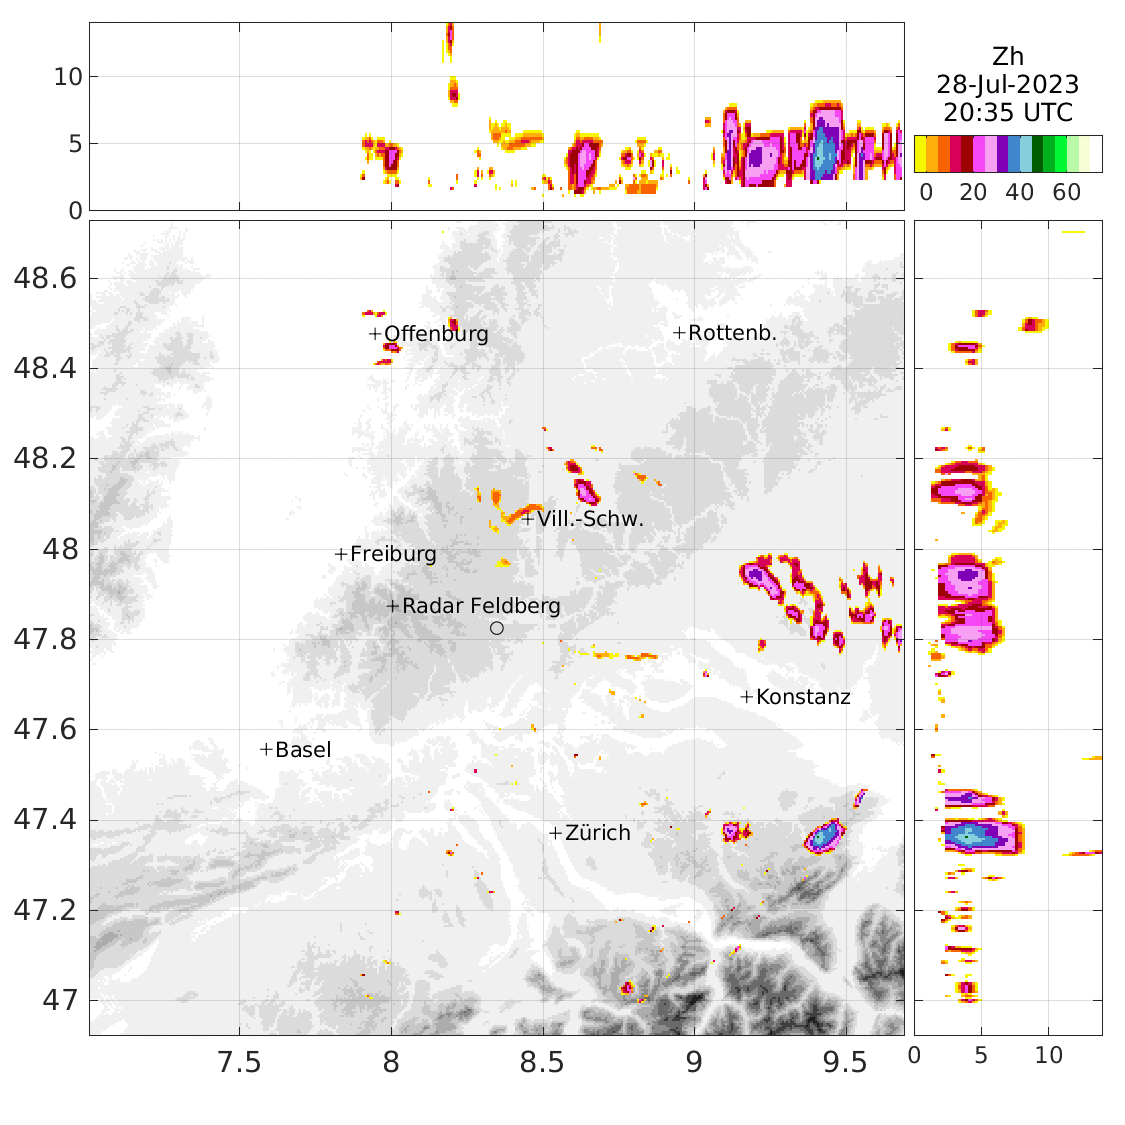 10
5
0
Zh
28-Jul-2023
20:35 UTC
0 20 40 60
48.6
48.4
48.2
48
47.8
47.6
47.4
47.2
47
+Offenburg
+Rottenb.
+Vill.-Schw.
+Freiburg
+Radar Feldberg
+Konstanz
+Basel
+Zürich
7.5 8 8.5 9 9.5
0 5 10